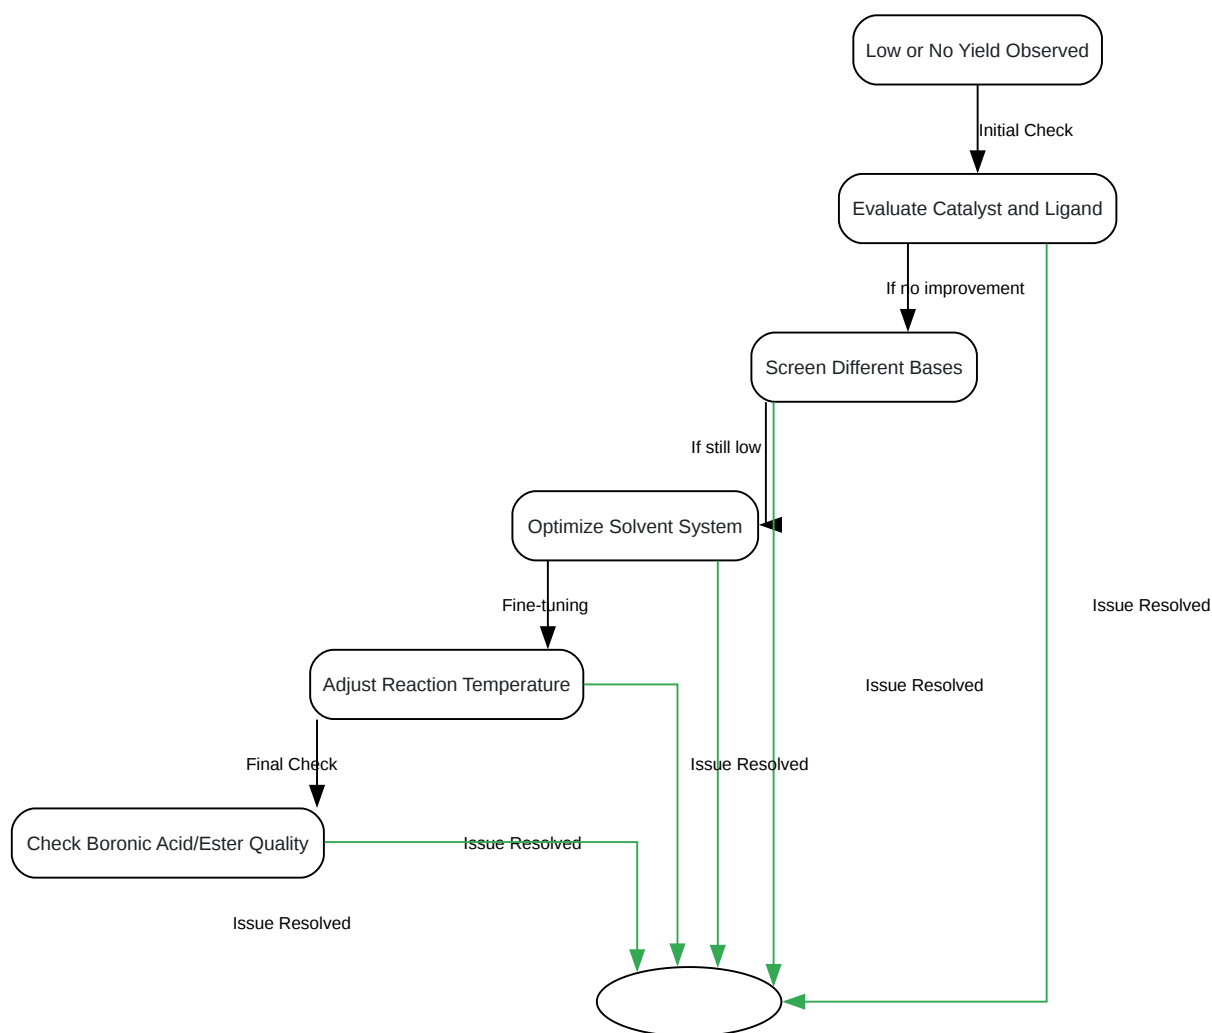 Low or No Yield Observed
Initial Check
Evaluate Catalyst and Ligand
If no improvement
Screen Different Bases
If still low
Optimize Solvent System
Fine-tuning
Issue Resolved
Adjust Reaction Temperature
Issue Resolved
Final Check
Issue Resolved
Check Boronic Acid/Ester Quality
Issue Resolved
Issue Resolved